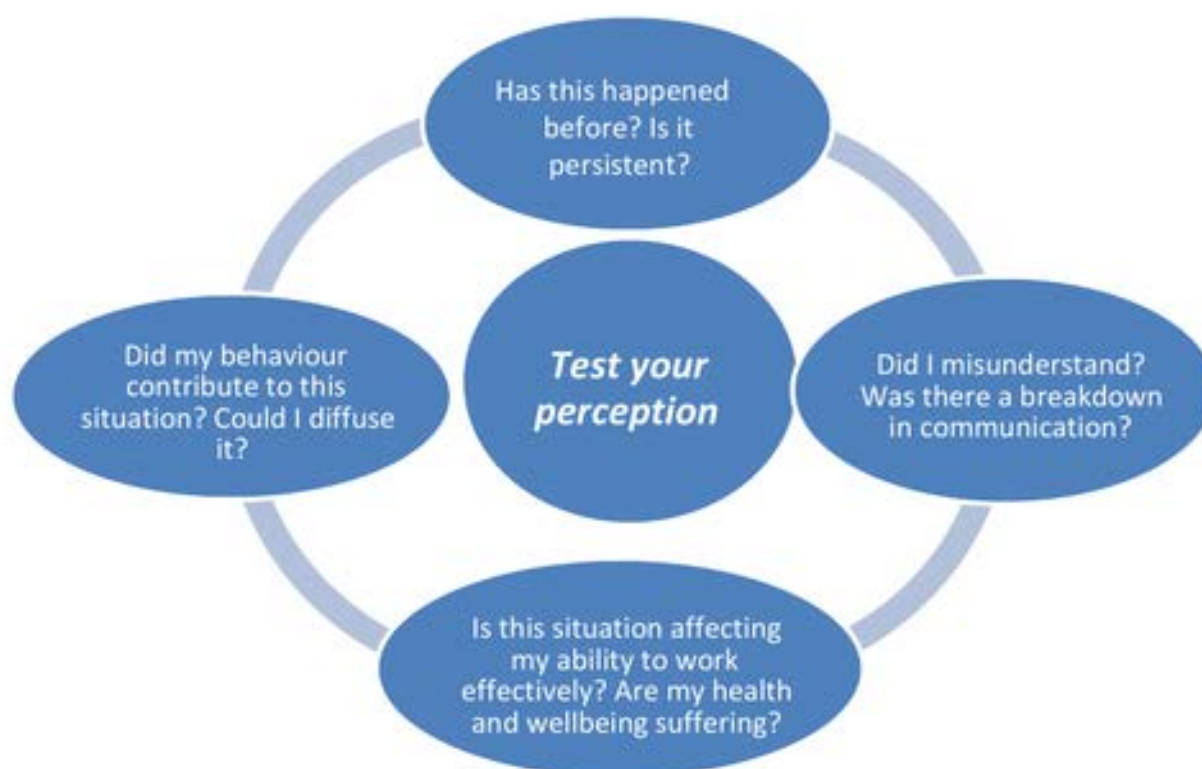 Has this happened
before? Is it
persistent?
Test your
perception
Did I misunderstand?
Was there a breakdown
in communication?
Is this situation affecting
my ability to work
effectively? Are my health
and wellbeing suffering?
Did my behaviour
contribute to this
situation? Could I diffuse
it?